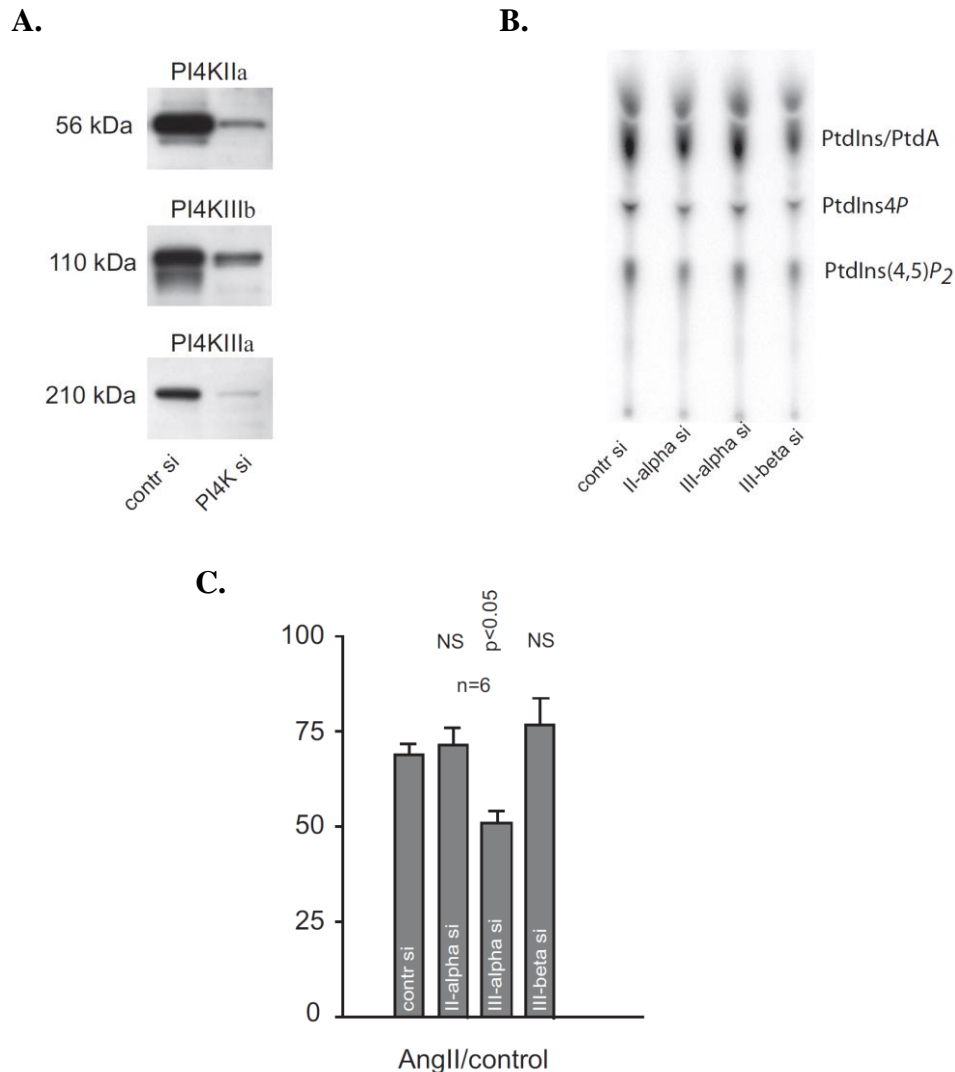 A.
B.
PI4KIIa
56 kDa
PI4KIIIb
110 kDa
PI4KIIIa
210 kDa
contr si
PI4K si
PtdIns/PtdA
PtdIns4P
PtdIns(4,5)P2
contr si
II-alpha si
III-alpha si
III-beta si
C.
100
75
50
25
0
NS
p<0.05
NS
n=6
contr si
II-alpha si
III-alpha si
III-beta si
AngII/control